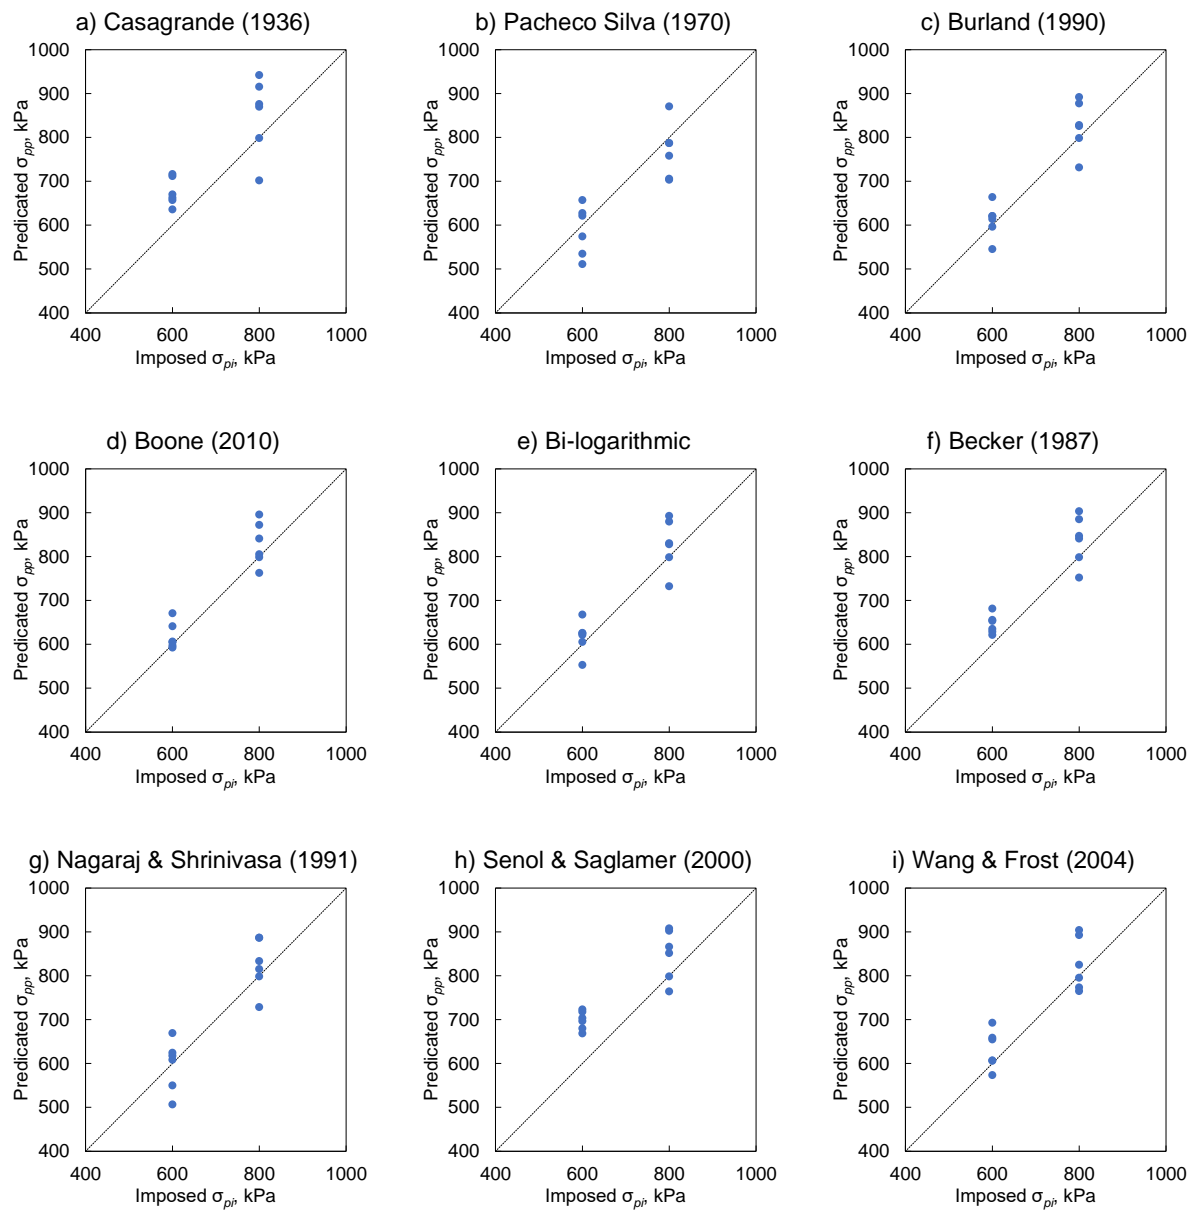 a) Casagrande (1936)
1000
900
800
700
600
500
400
Predicated σpp, kPa
400 600 800 1000
Imposed σpi, kPa
b) Pacheco Silva (1970)
1000
900
800
700
600
500
400
Predicated σpp, kPa
400 600 800 1000
Imposed σpi, kPa
c) Burland (1990)
1000
900
800
700
600
500
400
Predicated σpp, kPa
400 600 800 1000
Imposed σpi, kPa
d) Boone (2010)
1000
900
800
700
600
500
400
Predicated σpp, kPa
400 600 800 1000
Imposed σpi, kPa
e) Bi-logarithmic
1000
900
800
700
600
500
400
Predicated σpp, kPa
400 600 800 1000
Imposed σpi, kPa
f) Becker (1987)
1000
900
800
700
600
500
400
Predicated σpp, kPa
400 600 800 1000
Imposed σpi, kPa
g) Nagaraj & Shrinivasa (1991)
1000
900
800
700
600
500
400
Predicated σpp, kPa
400 600 800 1000
Imposed σpi, kPa
h) Senol & Saglamer (2000)
1000
900
800
700
600
500
400
Predicated σpp, kPa
400 600 800 1000
Imposed σpi, kPa
i) Wang & Frost (2004)
1000
900
800
700
600
500
400
Predicated σpp, kPa
400 600 800 1000
Imposed σpi, kPa